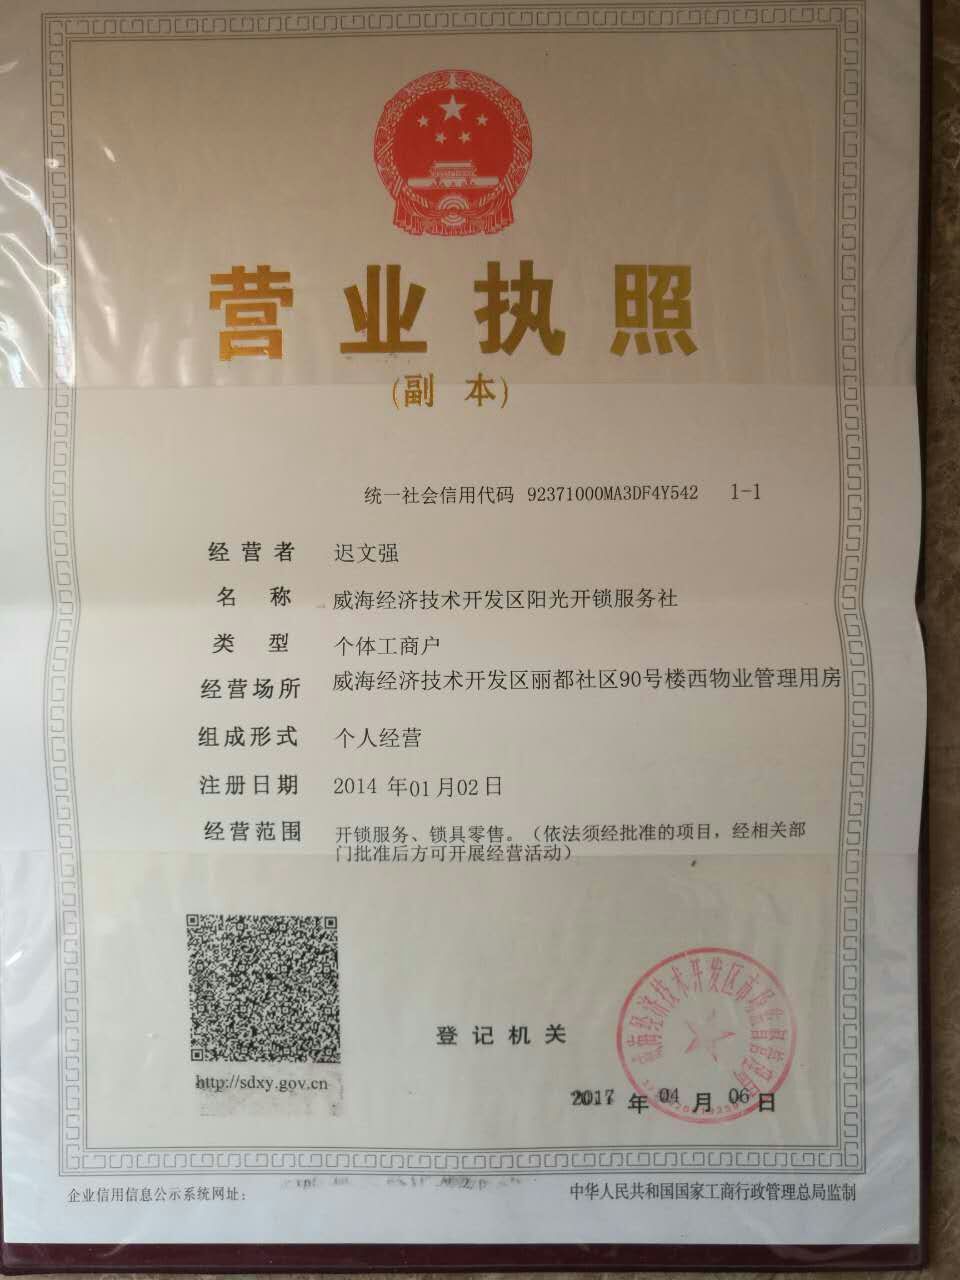 营业执照
(副 本)
统一社会信用代码 92371000MA3DF4Y542 1-1
经营者 迟文强
名称 威海经济技术开发区阳光开锁服务社
类型 个体工商户
经营场所 威海经济技术开发区丽都社区90号楼西物业管理用房
组成形式 个人经营
注册日期 2014 年01月02日
经营范围 开锁服务、锁具零售。（依法须经批准的项目，经相关部
门批准后方可开展经营活动）
http://sdxy.gov.cn
登记机关
2017 年 04 月 06 日
企业信用信息公示系统网址：
中华人民共和国国家工商行政管理总局监制